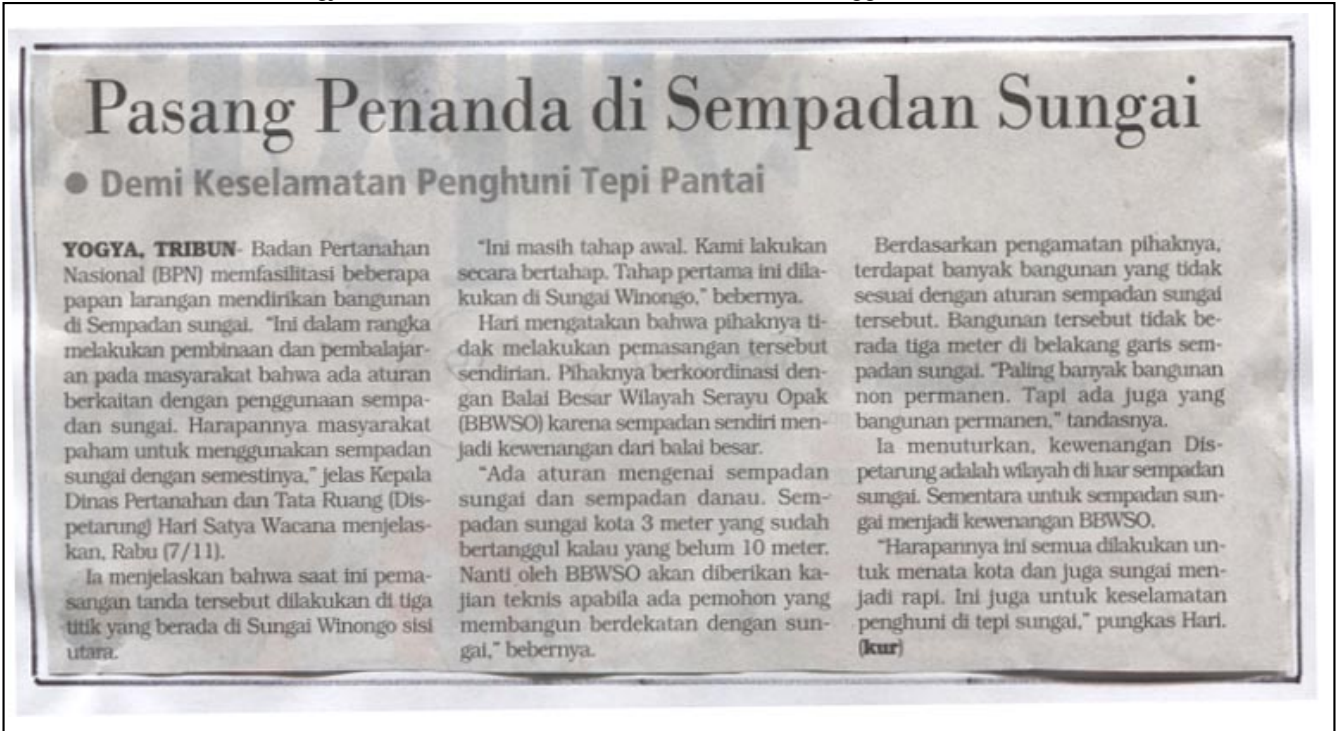 Pasang Penanda di Sempadan Sungai
● Demi Keselamatan Penghuni Tepi Pantai
YOGYA, TRIBUN- Badan Pertanahan
Nasional (BPN) memfasilitasi beberapa
papan larangan mendirikan bangunan
di Sempadan sungai. "Ini dalam rangka
melakukan pembinaan dan pembalajar-
an pada masyarakat bahwa ada aturan
berkaitan dengan penggunaan sempa-
dan sungai. Harapannya masyarakat
paham untuk menggunakan sempadan
sungai dengan semestinya," jelas Kepala
Dinas Pertanahan dan Tata Ruang (Dis-
petarung) Hari Satya Wacana menjelas-
kan, Rabu (7/11).
Ia menjelaskan bahwa saat ini pema-
sangan tanda tersebut dilakukan di tiga
titik yang berada di Sungai Winongo sisi
utara.
"Ini masih tahap awal. Kami lakukan
secara bertahap. Tahap pertama ini dila-
kukan di Sungai Winongo," bebernya.
Hari mengatakan bahwa pihaknya ti-
dak melakukan pemasangan tersebut
sendirian. Pihaknya berkoordinasi den-
gan Balai Besar Wilayah Serayu Opak
(BBWSO) karena sempadan sendiri men-
jadi kewenangan dari balai besar.
"Ada aturan mengenai sempadan
sungai dan sempadan danau. Sem-
padan sungai kota 3 meter yang sudah
bertanggul kalau yang belum 10 meter.
Nanti oleh BBWSO akan diberikan ka-
jian teknis apabila ada pemohon yang
membangun berdekatan dengan sun-
gai," bebernya.
Berdasarkan pengamatan pihaknya,
terdapat banyak bangunan yang tidak
sesuai dengan aturan sempadan sungai
tersebut. Bangunan tersebut tidak be-
rada tiga meter di belakang garis sem-
padan sungai. "Paling banyak bangunan
non permanen. Tapi ada juga yang
bangunan permanen," tandasnya.
Ia menuturkan, kewenangan Dis-
petarung adalah wilayah di luar sempadan
sungai. Sementara untuk sempadan sun-
gai menjadi kewenangan BBWSO.
"Harapannya ini semua dilakukan un-
tuk menata kota dan juga sungai men-
jadi rapi. Ini juga untuk keselamatan
penghuni di tepi sungai," pungkas Hari.
(kur)